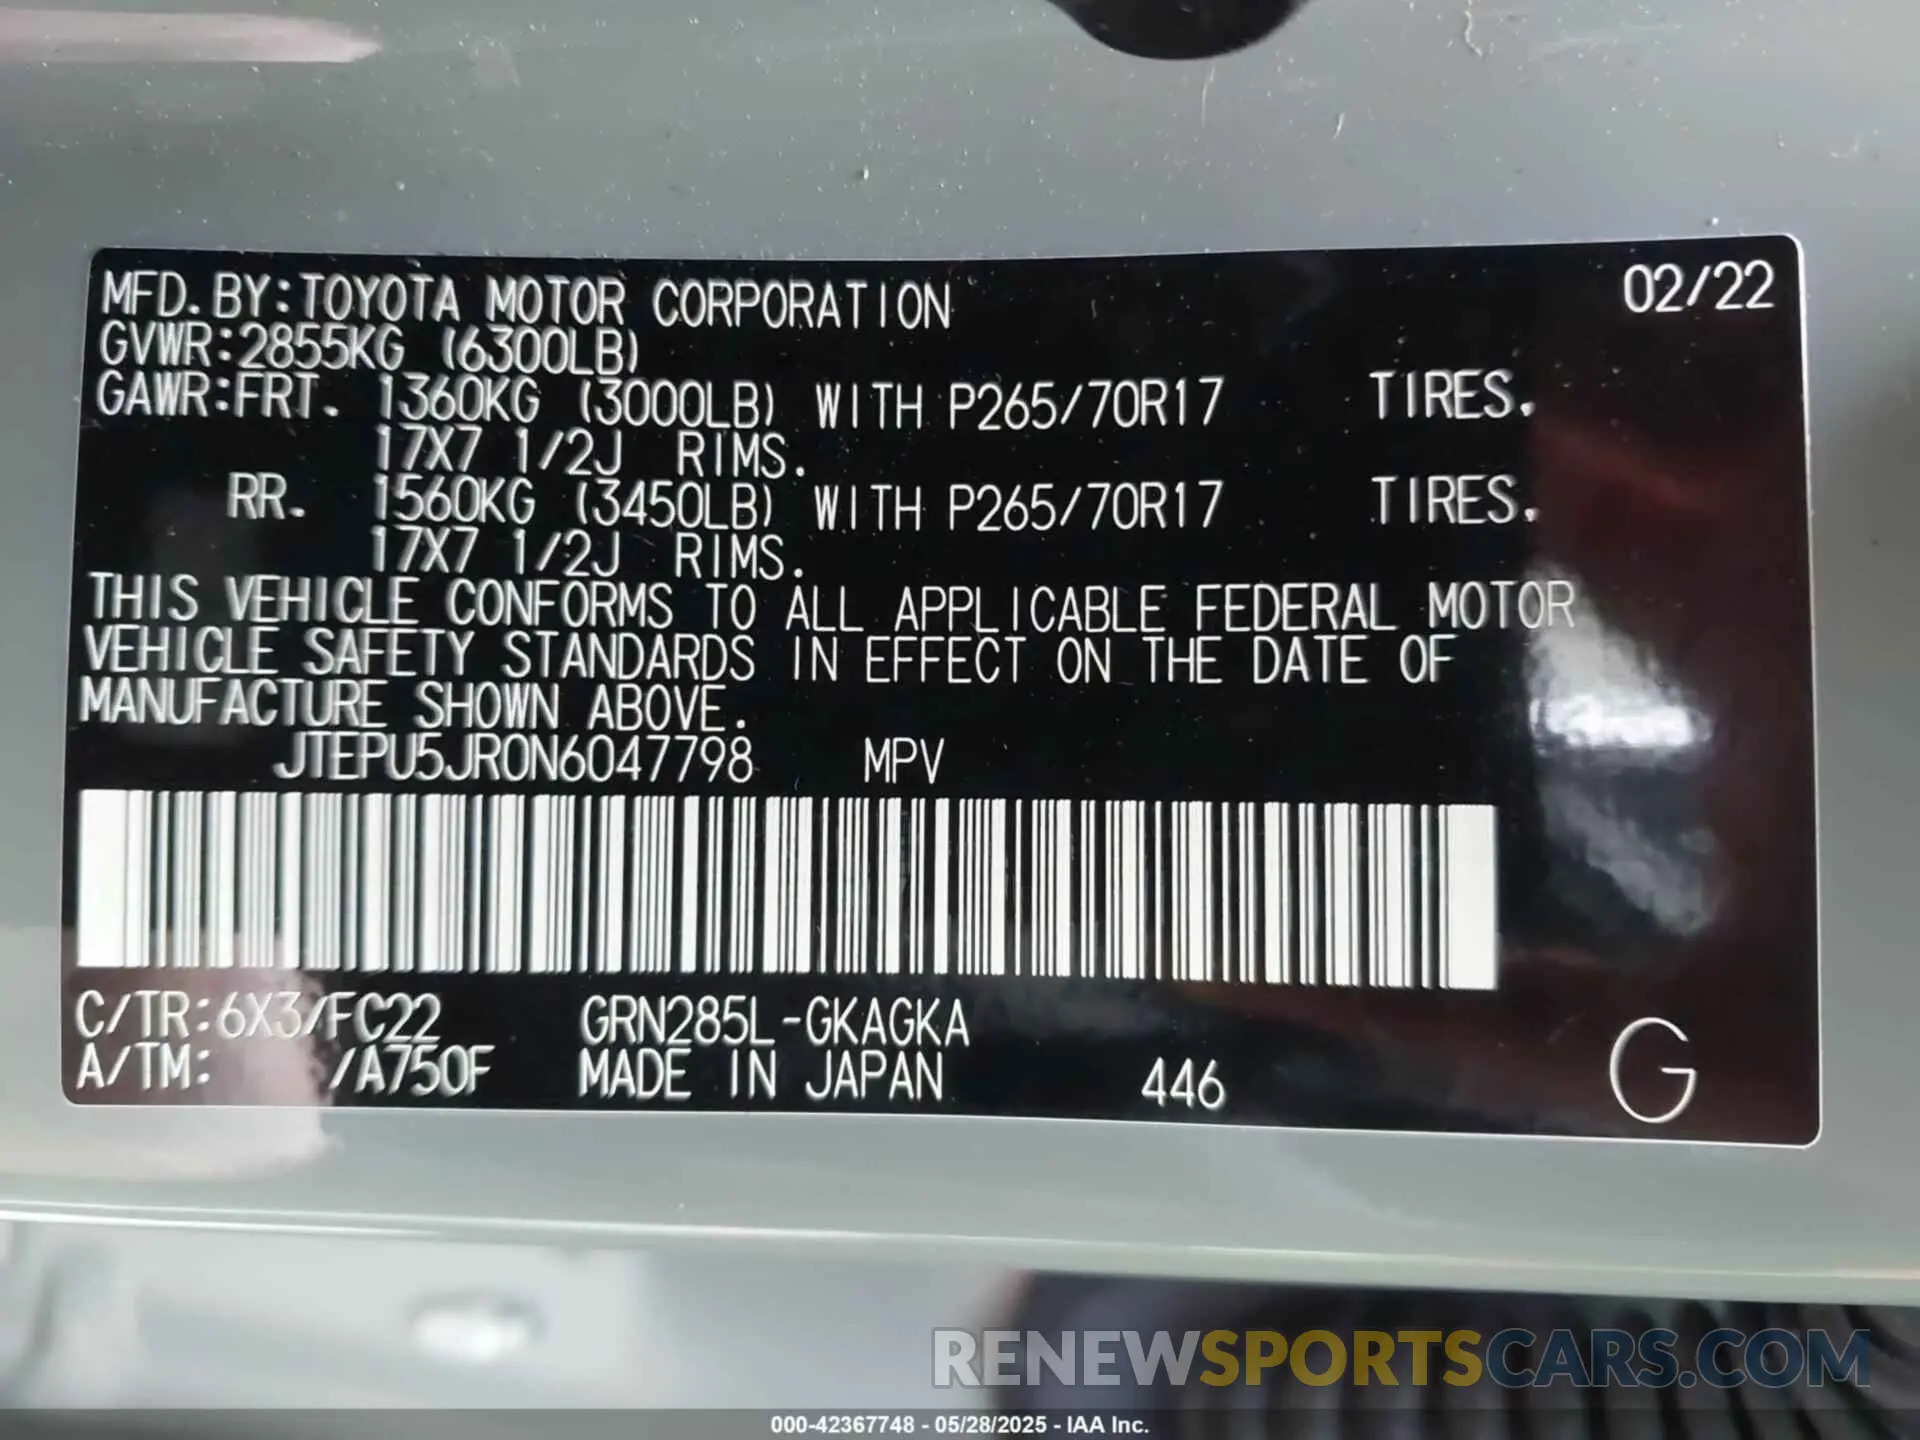 MFD. BY:TOYOTA MOTOR CORPORATION 02/22
GVWR:2855KG (6300LB)
GAWR:FRT. 1360KG (3000LB) WITH P265/70R17 TIRES.
17X7 1/2J RIMS.
RR. 1560KG (3450LB) WITH P265/70R17 TIRES.
17X7 1/2J RIMS.
THIS VEHICLE CONFORMS TO ALL APPLICABLE FEDERAL MOTOR
VEHICLE SAFETY STANDARDS IN EFFECT ON THE DATE OF
MANUFACTURE SHOWN ABOVE.
JTEPU5JR0N6047798 MPV
C/TR:6X3/FC22 GRN285L-GKAGKA
A/TM: /A750F MADE IN JAPAN 446 G
RENEWSPORTSCARS.COM
000-42367748 - 05/28/2025 - IAA Inc.